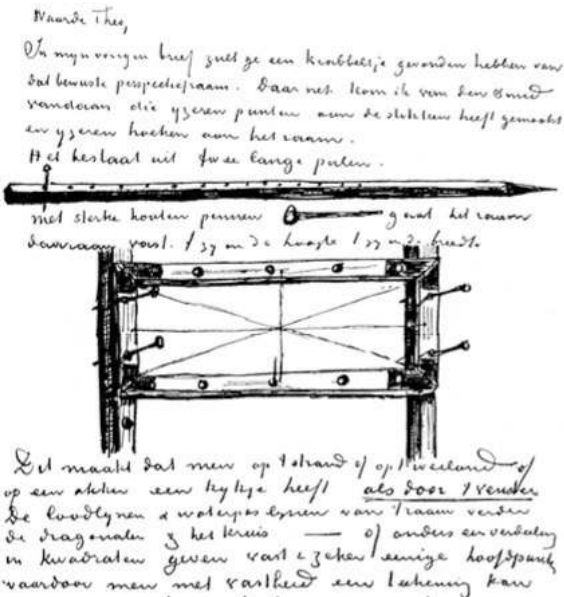 Waarde Theo,
In mijn vorigen brief zult ge een krabbeltje gevonden hebben van
dat bewuste perspectiefraam. Daar net kom ik van den smid
vandaan die yzeren punten aan de stokken heeft gemaakt
en yzeren hoeken aan het raam.
Het bestaat uit twee lange palen.
met sterke houten pennen gaat het raam
daaraan vast. 't zy in de hoogte 't zy in de breedte
Dit maakt dat men op 't strand of op 't weiland of
op een akker een kykje heeft als door 't venster
De loodlynen & waterpaslynen van 't raam verder
de diagonalen & het kruis — of anders een verdeeling
in kwadraten geven vast & zeker eenige hoofdpunten
waardoor men met vastheid een teekening kan